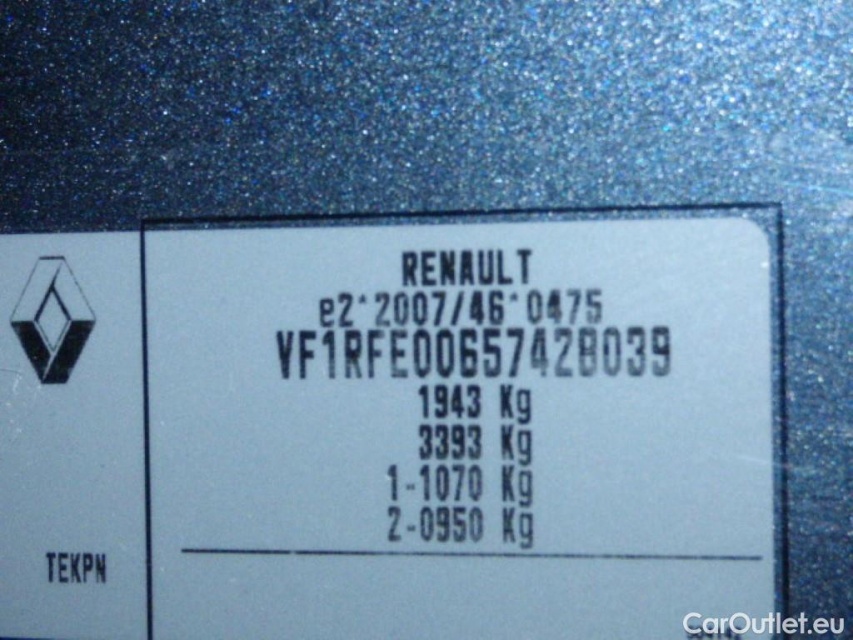 RENAULT
e2*2007/46*0475
VF1RFE00657428039
1943 Kg
3393 Kg
1-1070 Kg
2-0950 Kg
TEKPN
CarOutlet.eu